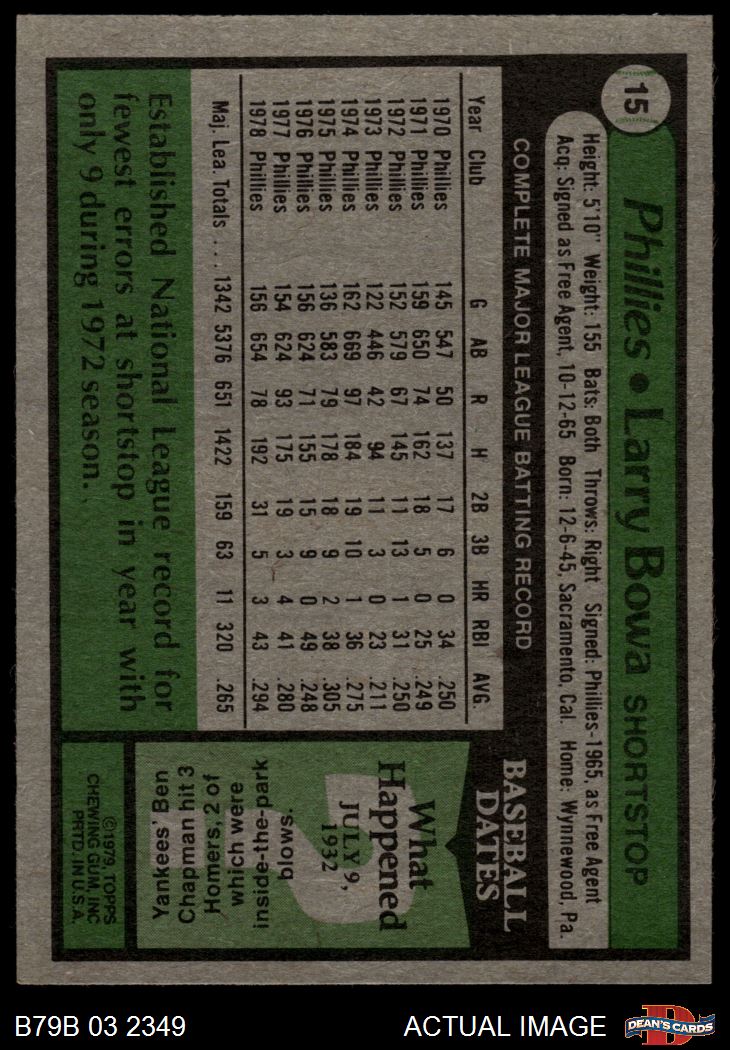 15
Phillies • Larry Bowa SHORTSTOP
Height: 5'10" Weight: 155 Bats: Both Throws: Right Signed: Phillies-1965, as Free Agent
Acq: Signed as Free Agent, 10-12-65 Born: 12-6-45, Sacramento, Cal. Home: Wynnewood, Pa.
COMPLETE MAJOR LEAGUE BATTING RECORD
Year Club G AB R H 2B 3B HR RBI AVG.
1970 Phillies 145 547 50 137 17 6 0 34 .250
1971 Phillies 159 650 74 162 18 5 0 25 .249
1972 Phillies 152 579 67 145 11 13 1 31 .250
1973 Phillies 122 446 42 94 11 3 0 23 .211
1974 Phillies 162 669 97 184 19 10 1 36 .275
1975 Phillies 136 583 79 178 18 9 2 38 .305
1976 Phillies 156 624 71 155 15 9 0 49 .248
1977 Phillies 154 624 93 175 19 3 4 41 .280
1978 Phillies 156 654 78 192 31 5 3 43 .294
Maj. Lea. Totals . . . 1342 5376 651 1422 159 63 11 320 .265
Established National League record for
fewest errors at shortstop in year with
only 9 during 1972 season.
BASEBALL
DATES
What
Happened
JULY 9,
1932
Yankees' Ben
Chapman hit 3
Homers, 2 of
which were
inside-the-park
blows.
©1979, TOPPS
CHEWING GUM, INC
PRTD. IN U.S.A.
B79B 03 2349
ACTUAL IMAGE
D
DEAN'S CARDS